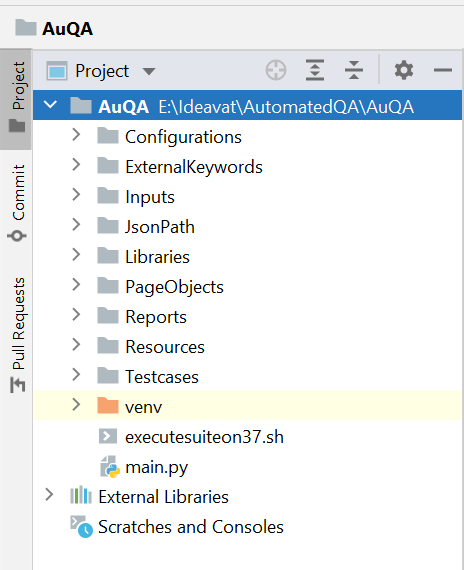 AuQA
Project
Project
AuQA E:\Ideavat\AutomatedQA\AuQA
Configurations
ExternalKeywords
Inputs
JsonPath
Libraries
PageObjects
Reports
Resources
Testcases
venv
executesuiteon37.sh
main.py
External Libraries
Scratches and Consoles
Commit
Pull Requests